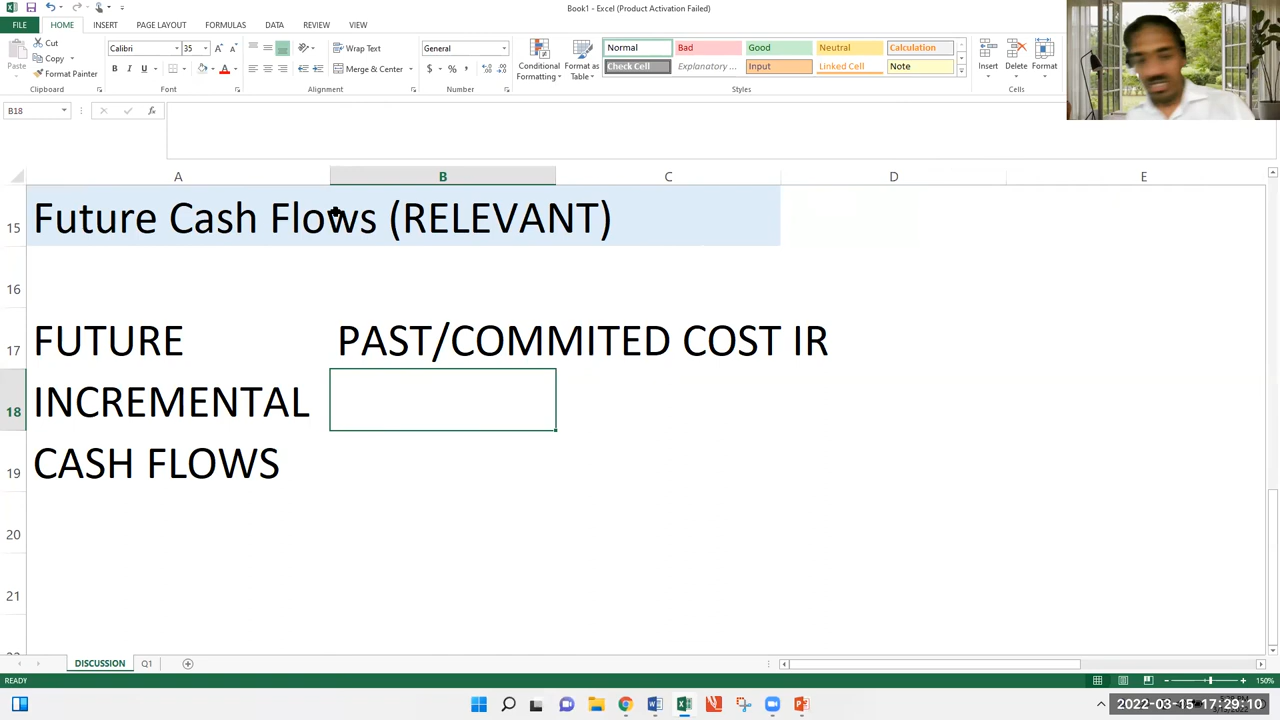 Book1 - Excel (Product Activation Failed)
FILE HOME INSERT PAGE LAYOUT FORMULAS DATA REVIEW VIEW
Cut
Copy
Format Painter
Paste
Clipboard
Calibri 35
B I U
Font
Wrap Text
Merge & Center
Alignment
General
$ % ,
Number
Conditional Formatting
Format as Table
Normal Bad Good Neutral Calculation
Check Cell Explanatory ... Input Linked Cell Note
Styles
Insert Delete Format
Cells
B18 fx
A B C D E
15 Future Cash Flows (RELEVANT)
16
17 FUTURE PAST/COMMITED COST IR
18 INCREMENTAL
19 CASH FLOWS
20
21
DISCUSSION Q1
READY 150%
2022-03-15 17:29:10